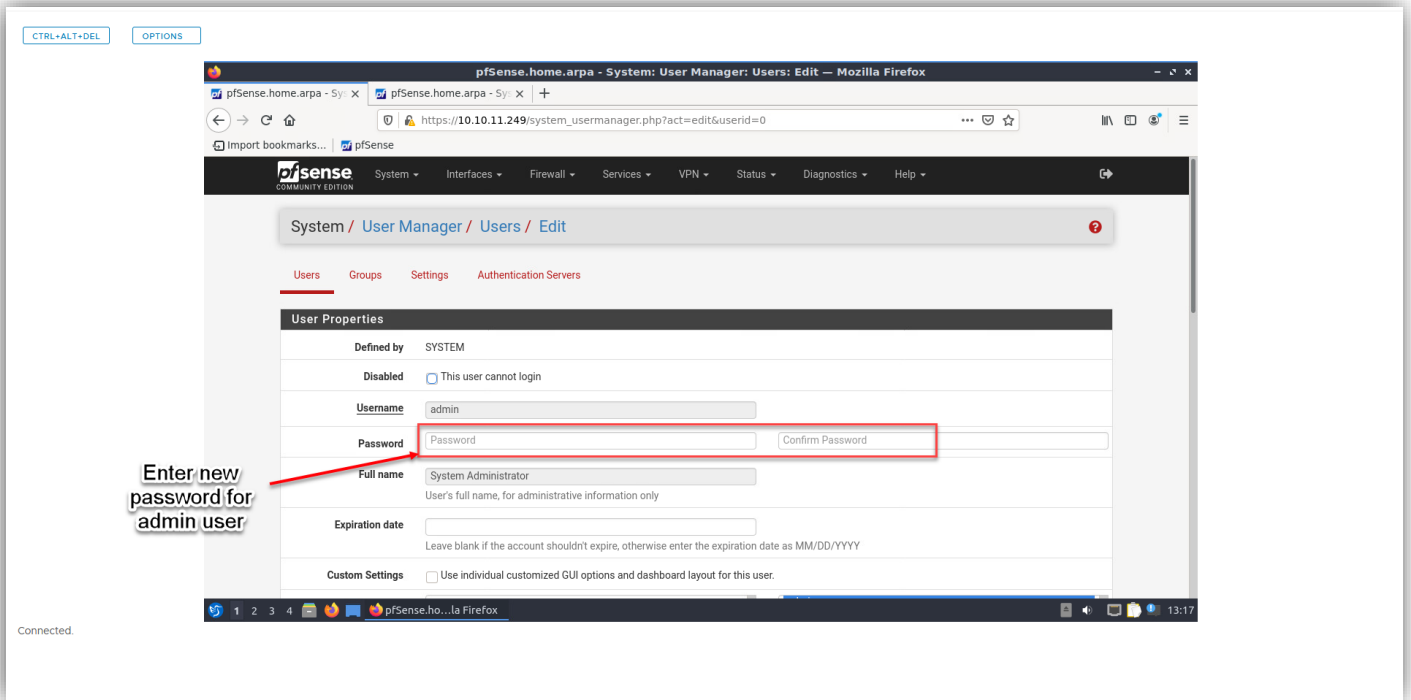 CTRL+ALT+DEL OPTIONS
pfSense.home.arpa - System: User Manager: Users: Edit — Mozilla Firefox
pfSense.home.arpa - Sys pfSense.home.arpa - Sys
https://10.10.11.249/system_usermanager.php?act=edit&userid=0
Import bookmarks... pfSense
pfsense System Interfaces Firewall Services VPN Status Diagnostics Help
COMMUNITY EDITION
System / User Manager / Users / Edit
Users Groups Settings Authentication Servers
User Properties
Defined by SYSTEM
Disabled This user cannot login
Username admin
Password Password Confirm Password
Full name System Administrator
User's full name, for administrative information only
Enter new
password for
admin user
Expiration date
Leave blank if the account shouldn't expire, otherwise enter the expiration date as MM/DD/YYYY
Custom Settings Use individual customized GUI options and dashboard layout for this user.
1 2 3 4 pfSense.ho...la Firefox 13:17
Connected.